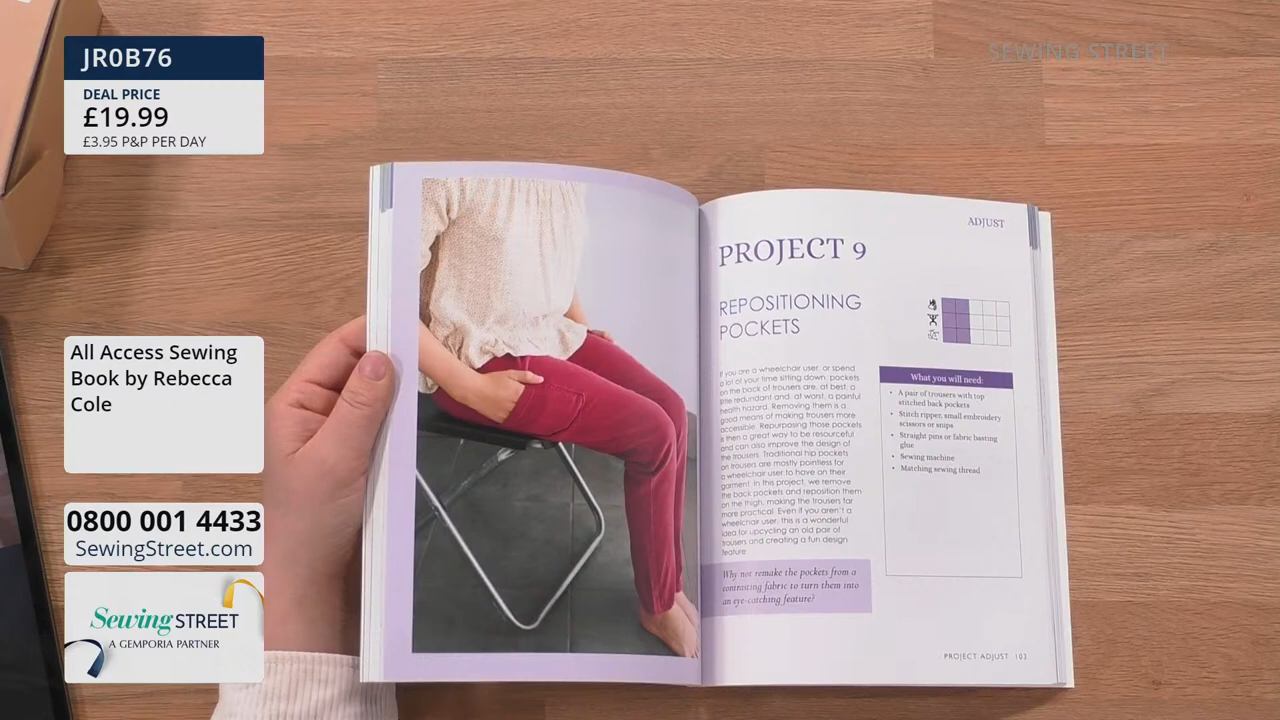 JR0B76
DEAL PRICE
£19.99
£3.95 P&P PER DAY
SEWING STREET
All Access Sewing
Book by Rebecca
Cole
0800 001 4433
SewingStreet.com
Sewing STREET
A GEMPORIA PARTNER
ADJUST
PROJECT 9
REPOSITIONING
POCKETS
If you are a wheelchair user, or spend
a lot of your time sitting down, pockets
on the back of trousers are, at best, a
little redundant and, at worst, a painful
health hazard. Removing them is a
good means of making trousers more
accessible. Repurposing those pockets
is then a great way to be resourceful
and can also improve the design of
the trousers. Traditional hip pockets
on trousers are mostly pointless for
a wheelchair user to have on their
garment. In this project, we remove
the back pockets and reposition them
on the thigh, making the trousers far
more practical. Even if you aren't a
wheelchair user, this is a wonderful
idea for upcycling an old pair of
trousers and creating a fun design
feature
Why not remake the pockets from a
contrasting fabric to turn them into
an eye-catching feature?
What you will need:
• A pair of trousers with top
stitched back pockets
• Stitch ripper, small embroidery
scissors or snips
• Straight pins or fabric basting
glue
• Sewing machine
• Matching sewing thread
PROJECT ADJUST 103